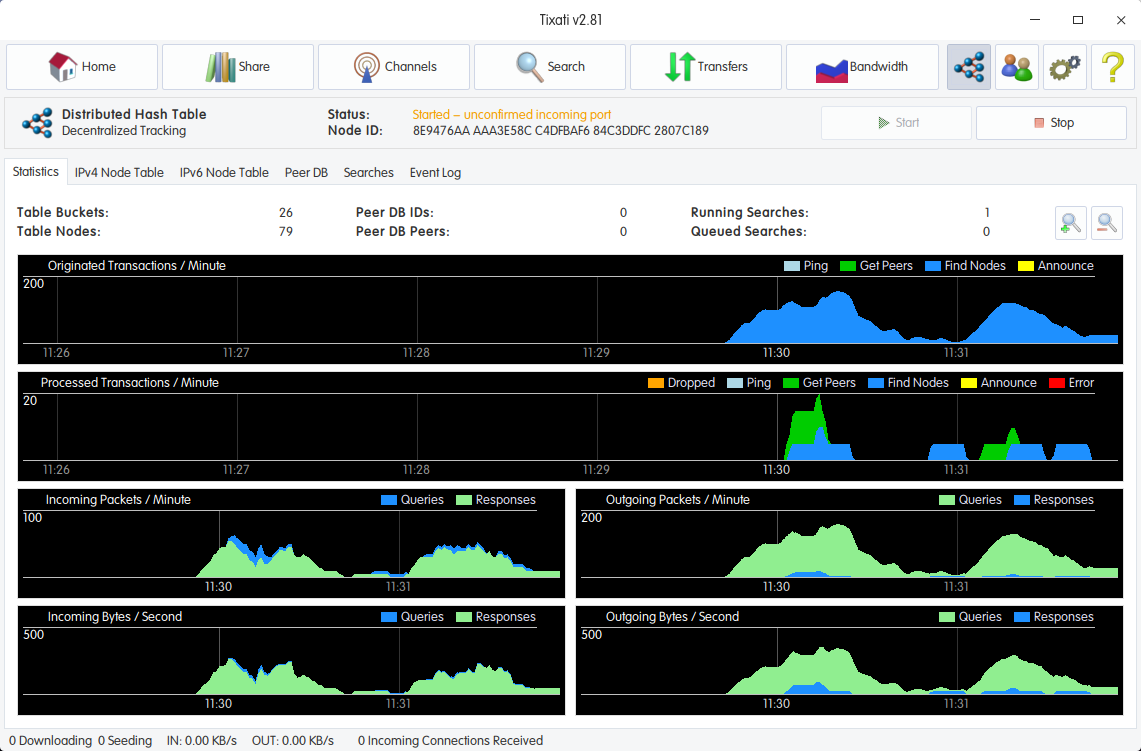 Tixati v2.81
Home Share Channels Search Transfers Bandwidth
Distributed Hash Table
Decentralized Tracking
Status: Started – unconfirmed incoming port
Node ID: 8E9476AA AAA3E58C C4DFBAF6 84C3DDFC 2807C189
Start Stop
Statistics IPv4 Node Table IPv6 Node Table Peer DB Searches Event Log
Table Buckets: 26 Peer DB IDs: 0 Running Searches: 1
Table Nodes: 79 Peer DB Peers: 0 Queued Searches: 0
Originated Transactions / Minute Ping Get Peers Find Nodes Announce
200
11:26 11:27 11:28 11:29 11:30 11:31
Processed Transactions / Minute Dropped Ping Get Peers Find Nodes Announce Error
20
11:26 11:27 11:28 11:29 11:30 11:31
Incoming Packets / Minute Queries Responses
100
11:30 11:31
Outgoing Packets / Minute Queries Responses
200
11:30 11:31
Incoming Bytes / Second Queries Responses
500
11:30 11:31
Outgoing Bytes / Second Queries Responses
500
11:30 11:31
0 Downloading 0 Seeding IN: 0.00 KB/s OUT: 0.00 KB/s 0 Incoming Connections Received